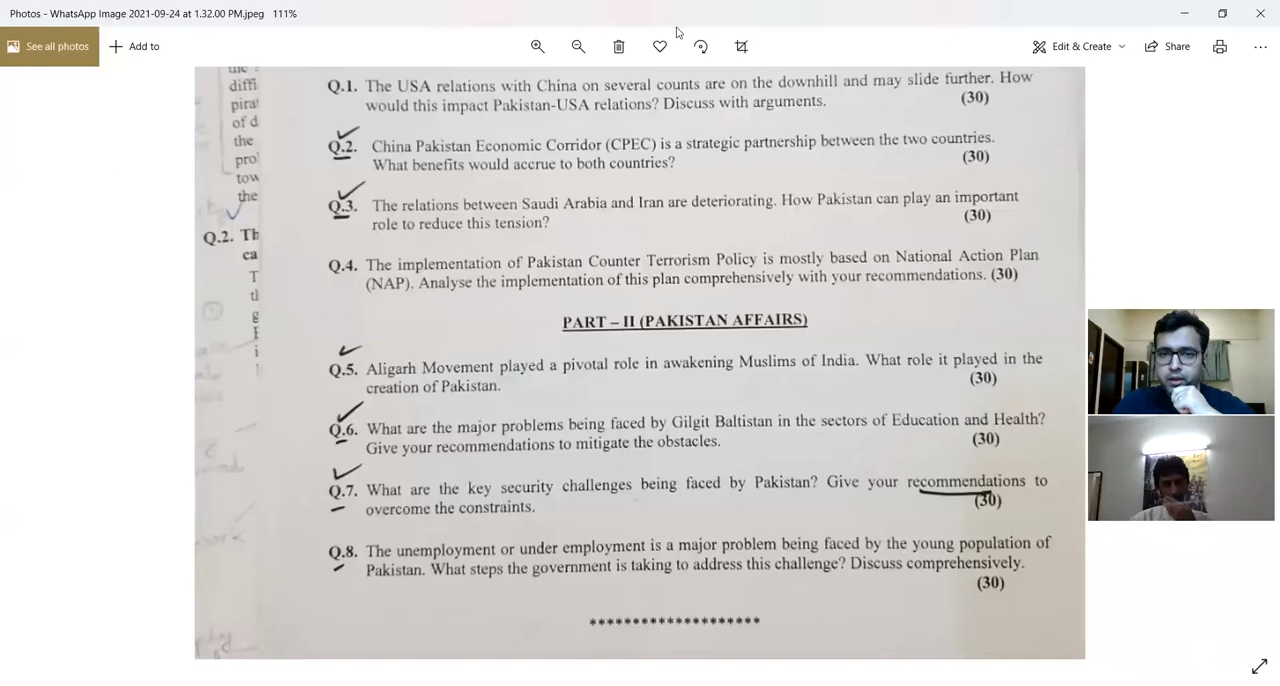 Photos - WhatsApp Image 2021-09-24 at 1.32.00 PM.jpeg 111%
See all photos
Add to
Edit & Create
Share
diffi
pirat
of d
the
pro
tow
the
Q.2. Th
ca
T
th
g
Q.1. The USA relations with China on several counts are on the downhill and may slide further. How
would this impact Pakistan-USA relations? Discuss with arguments. (30)
Q.2. China Pakistan Economic Corridor (CPEC) is a strategic partnership between the two countries.
What benefits would accrue to both countries? (30)
Q.3. The relations between Saudi Arabia and Iran are deteriorating. How Pakistan can play an important
role to reduce this tension? (30)
Q.4. The implementation of Pakistan Counter Terrorism Policy is mostly based on National Action Plan
(NAP). Analyse the implementation of this plan comprehensively with your recommendations. (30)
PART – II (PAKISTAN AFFAIRS)
Q.5. Aligarh Movement played a pivotal role in awakening Muslims of India. What role it played in the
creation of Pakistan. (30)
Q.6. What are the major problems being faced by Gilgit Baltistan in the sectors of Education and Health?
Give your recommendations to mitigate the obstacles. (30)
Q.7. What are the key security challenges being faced by Pakistan? Give your recommendations to
overcome the constraints. (30)
Q.8. The unemployment or under employment is a major problem being faced by the young population of
Pakistan. What steps the government is taking to address this challenge? Discuss comprehensively.
(30)
********************